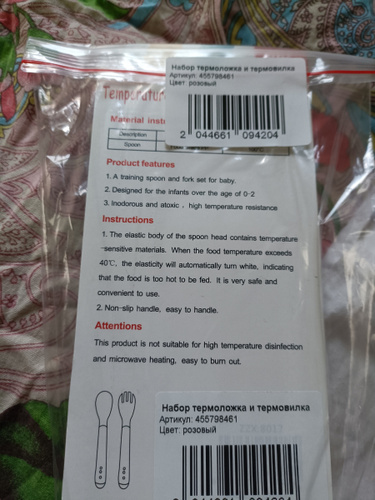 Набор термоложка и термовилка
Артикул: 455798461
Цвет: розовый
2 044661 094204
Temperature
Material inst
Description
Spoon
Product features
1. A training spoon and fork set for baby.
2. Designed for the infants over the age of 0-2
3. Inodorous and atoxic , high temperature resistance
Instructions
1. The elastic body of the spoon head contains temperature
-sensitive materials. When the food temperature exceeds
40℃, the elasticity will automatically turn white, indicating
that the food is too hot to be fed. It is very safe and
convenient to use.
2. Non-slip handle, easy to handle.
Attentions
This product is not suitable for high temperature disinfection
and microwave heating, easy to burn out.
Набор термоложка и термовилка
Артикул: 455798461
Цвет: розовый